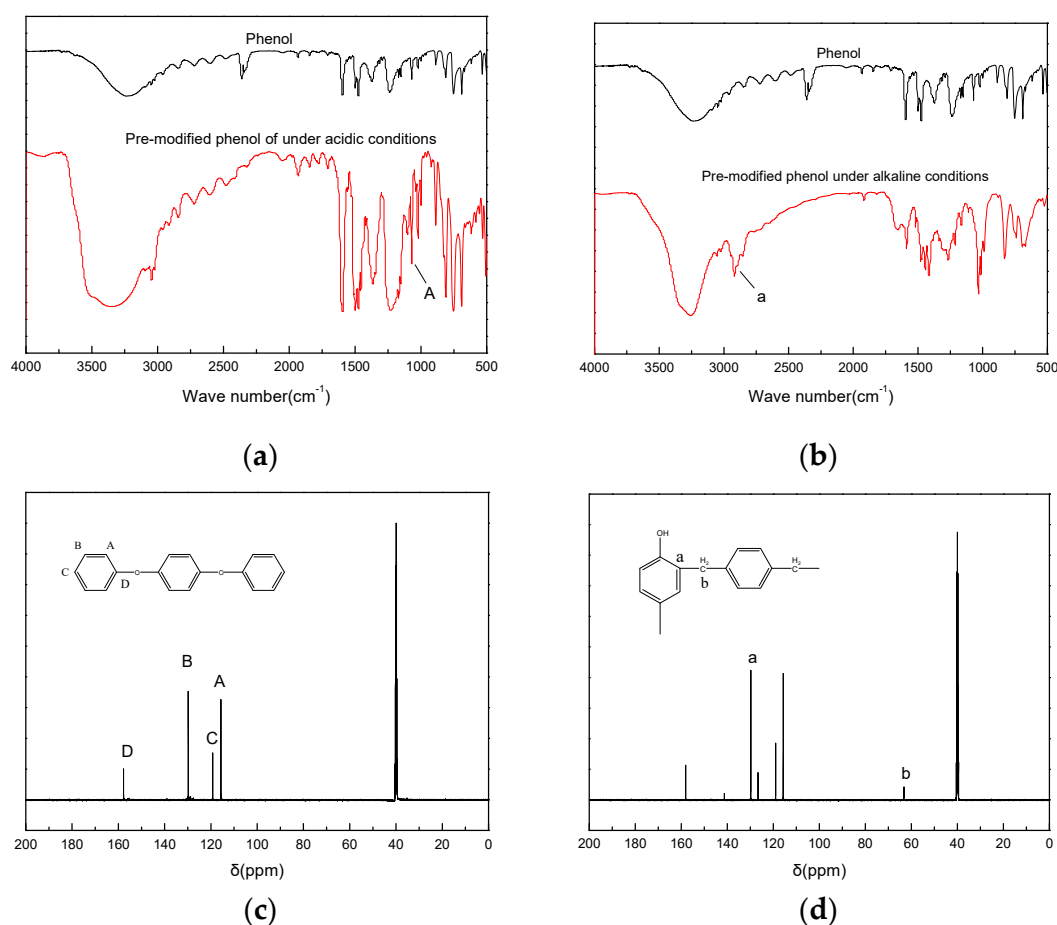 Phenol
Pre-modified phenol of under acidic conditions
A
4000 3500 3000 2500 2000 1500 1000 500
Wave number(cm⁻¹)
(a)
Phenol
Pre-modified phenol under alkaline conditions
a
4000 3500 3000 2500 2000 1500 1000 500
Wave number(cm⁻¹)
(b)
B A
C D O O
B
A
C
D
200 180 160 140 120 100 80 60 40 20 0
δ(ppm)
(c)
OH
a H₂ C b H₂ C
a
b
200 180 160 140 120 100 80 60 40 20 0
δ(ppm)
(d)